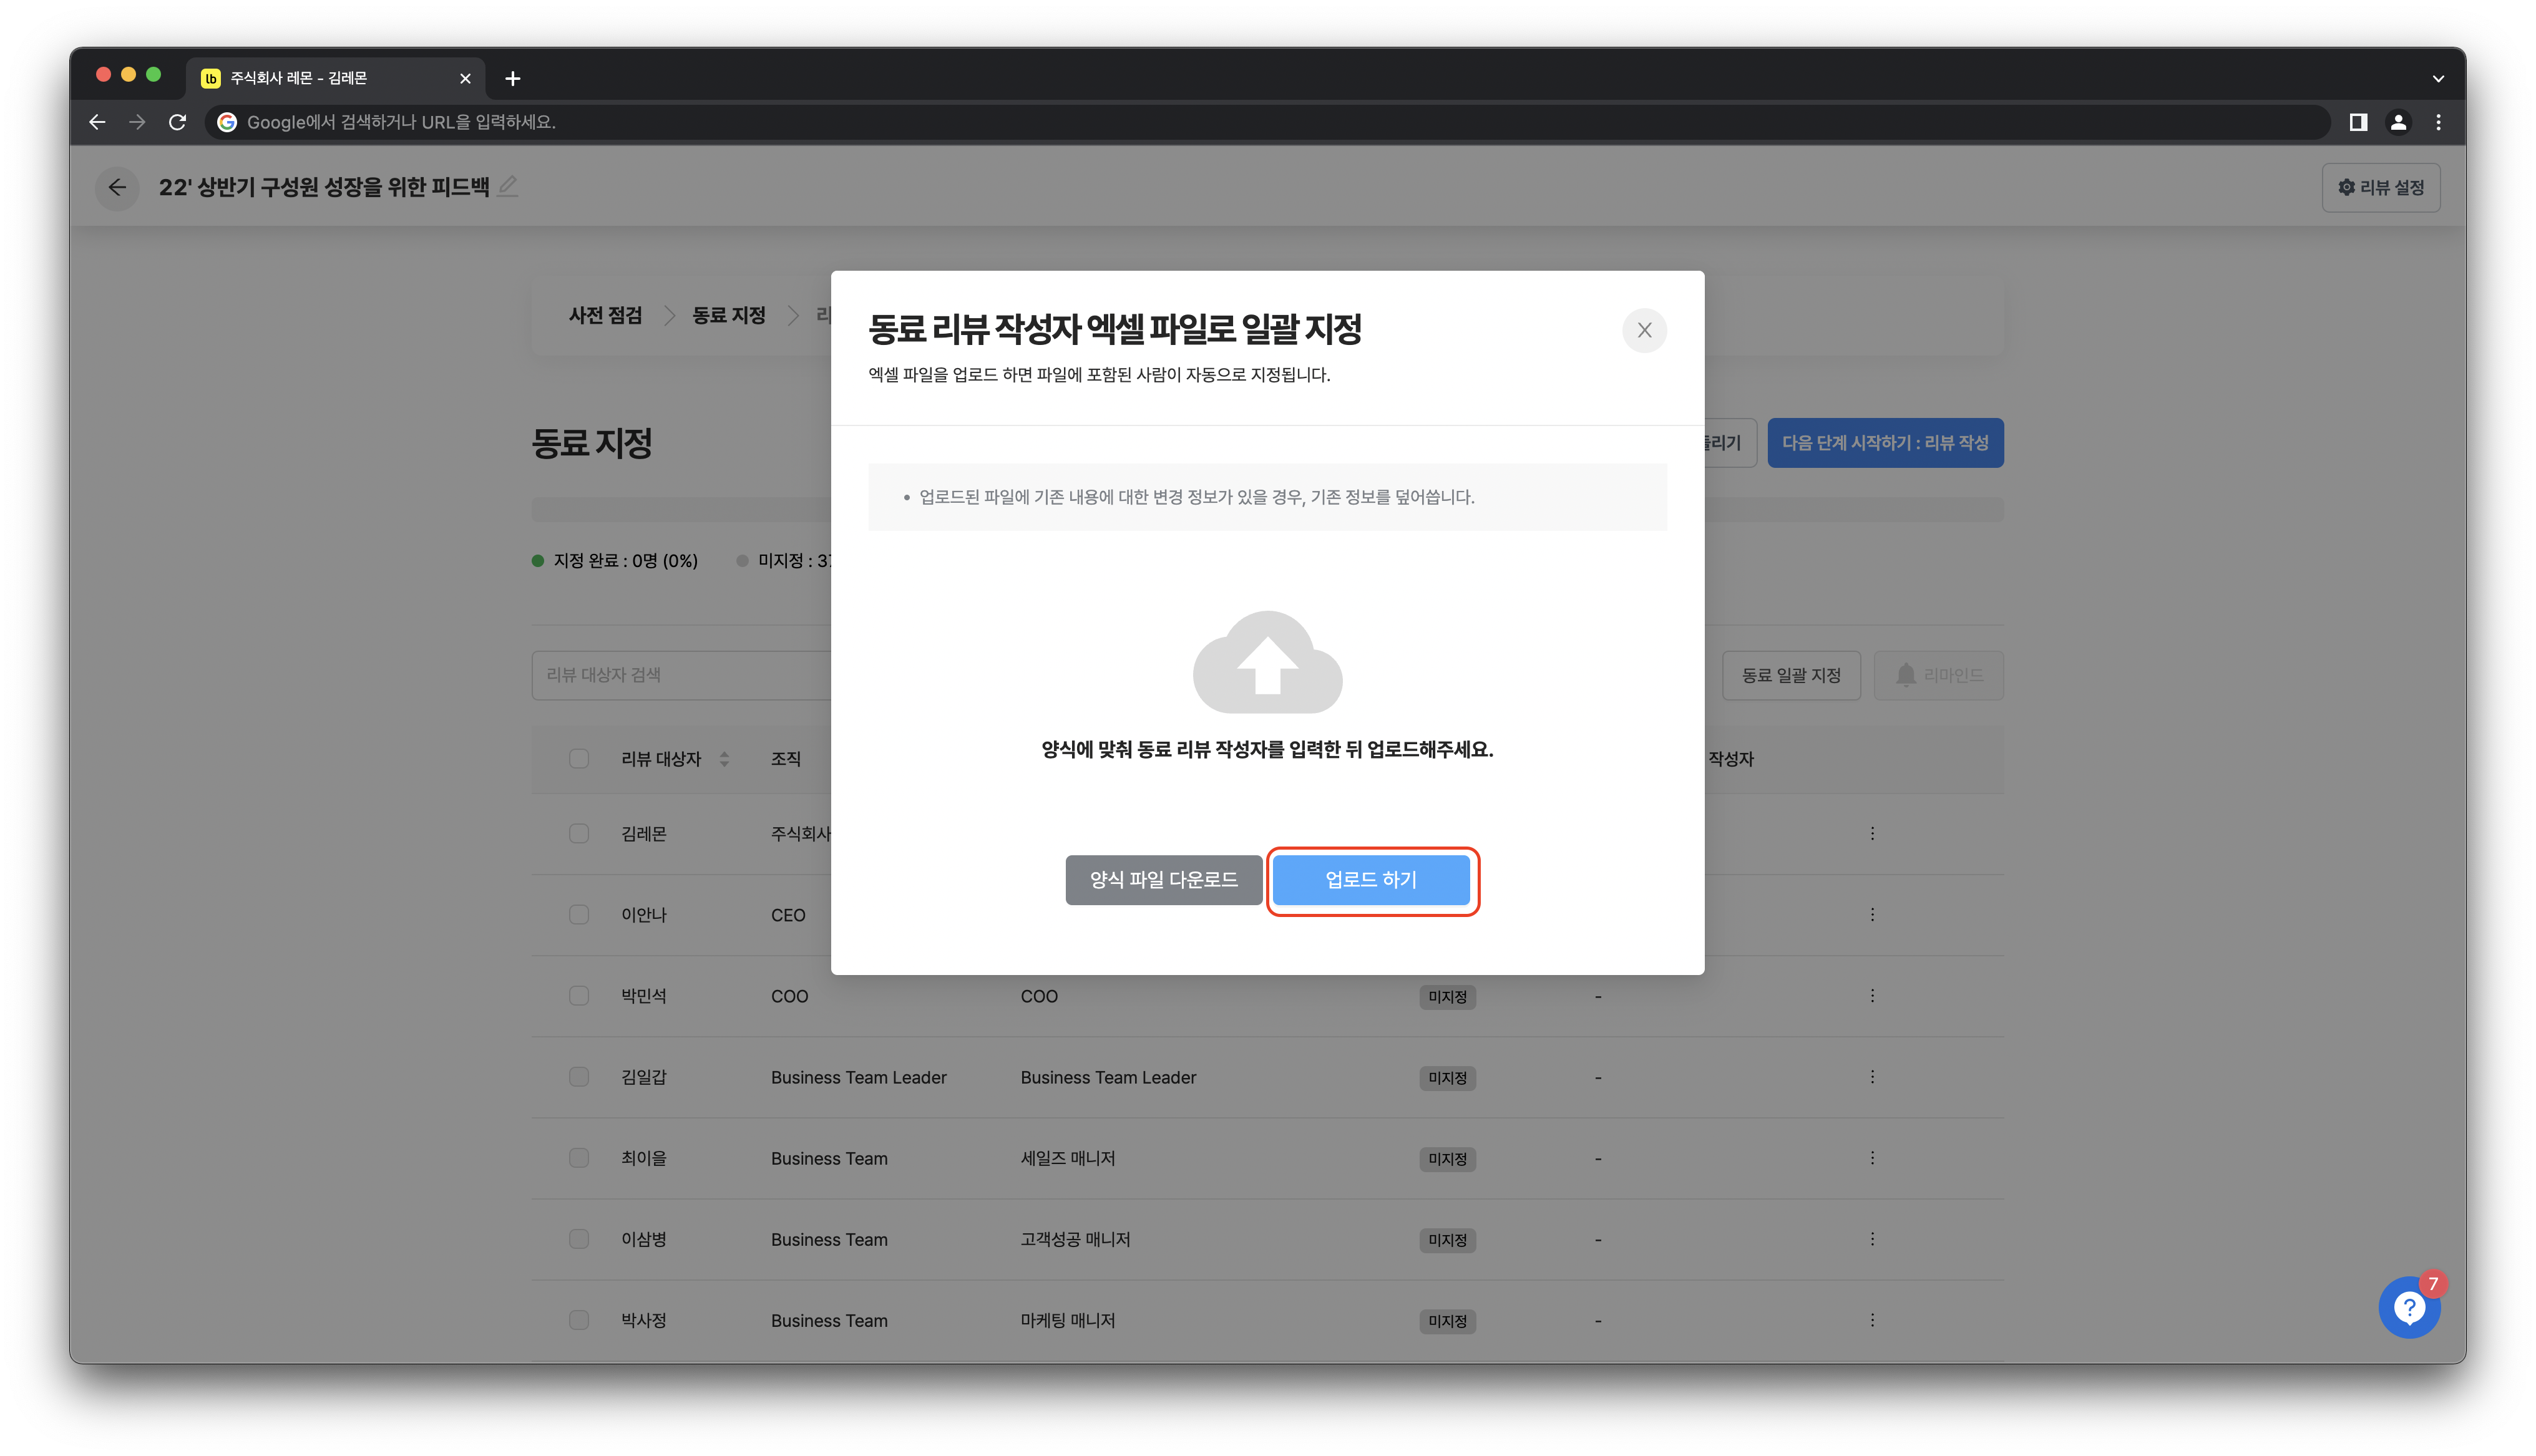 lb 주식회사 레몬 - 김레몬
Google에서 검색하거나 URL을 입력하세요.
22' 상반기 구성원 성장을 위한 피드백
리뷰 설정
사전 점검 동료 지정
동료 리뷰 작성자 엑셀 파일로 일괄 지정
엑셀 파일을 업로드 하면 파일에 포함된 사람이 자동으로 지정됩니다.
동료 지정
다음 단계 시작하기 : 리뷰 작성
• 업로드된 파일에 기존 내용에 대한 변경 정보가 있을 경우, 기존 정보를 덮어씁니다.
지정 완료 : 0명 (0%) 미지정 : 37
리뷰 대상자 검색
동료 일괄 지정 리마인드
양식에 맞춰 동료 리뷰 작성자를 입력한 뒤 업로드해주세요.
리뷰 대상자 조직 작성자
김레몬 주식회사
양식 파일 다운로드 업로드 하기
이안나 CEO
박민석 COO COO 미지정 -
김일갑 Business Team Leader Business Team Leader 미지정 -
최이을 Business Team 세일즈 매니저 미지정 -
이삼병 Business Team 고객성공 매니저 미지정 -
박사정 Business Team 마케팅 매니저 미지정 -
7
?